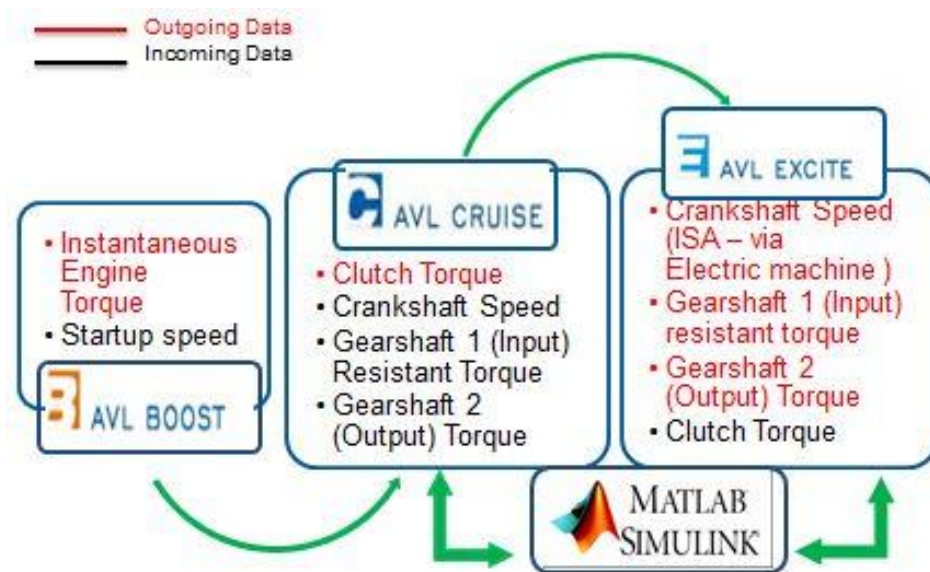 Outgoing Data
Incoming Data
• Instantaneous
Engine
Torque
• Startup speed
AVL BOOST
AVL CRUISE
• Clutch Torque
• Crankshaft Speed
• Gearshaft 1 (Input)
Resistant Torque
• Gearshaft 2
(Output) Torque
AVL EXCITE
• Crankshaft Speed
(ISA – via
Electric machine )
• Gearshaft 1 (Input)
resistant torque
• Gearshaft 2
(Output) Torque
• Clutch Torque
MATLAB
SIMULINK